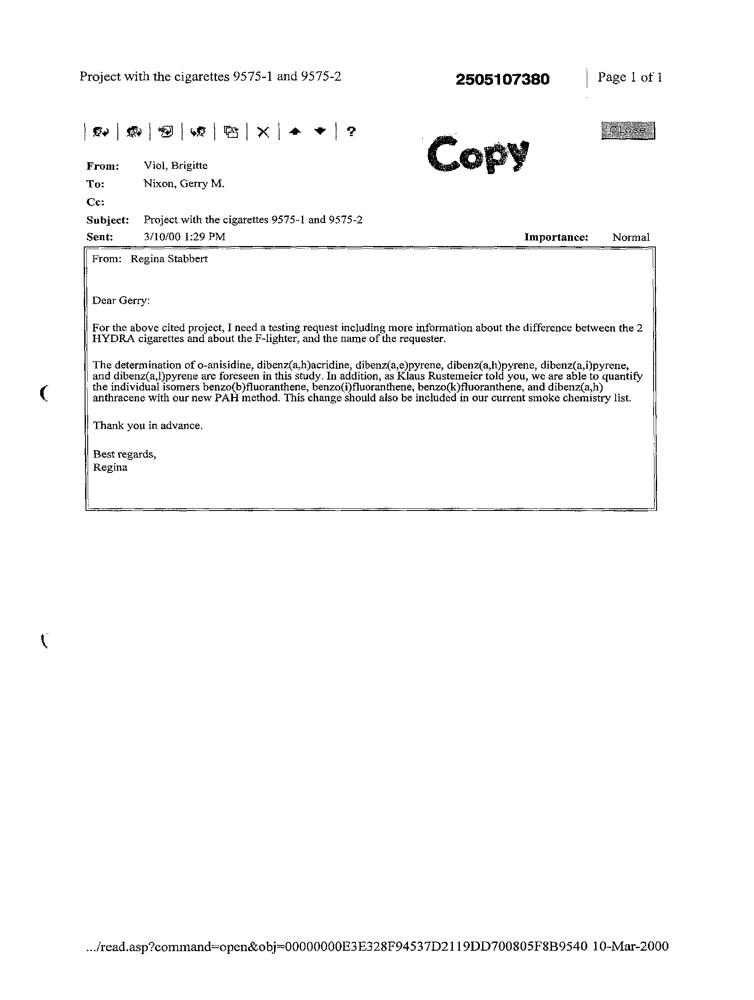 Project with the cigarettes 9575-1 and 9575-2
2505107380
Page 1 of 1
?
Close
Copy
From: Viol, Brigitte
To: Nixon, Gerry M.
Cc:
Subject: Project with the cigarettes 9575-1 and 9575-2
Sent: 3/10/00 1:29 PM
Importance: Normal
From: Regina Stabbert
Dear Gerry:
For the above cited project, I need a testing request including more information about the difference between the 2
HYDRA cigarettes and about the F-lighter, and the name of the requester.
The determination of o-anisidine, dibenz(a,h)acridine, dibenz(a,e)pyrene, dibenz(a,h)pyrene, dibenz(a,i)pyrene,
and dibenz(a,l)pyrene are foreseen in this study. In addition, as Klaus Rustemeier told you, we are able to quantify
the individual isomers benzo(b)fluoranthene, benzo(i)fluoranthene, benzo(k)fluoranthene, and dibenz(a,h)
anthracene with our new PAH method. This change should also be included in our current smoke chemistry list.
Thank you in advance.
Best regards,
Regina
.../read.asp?command=open&obj=00000000E3E328F94537D2119DD700805F8B9540 10-Mar-2000